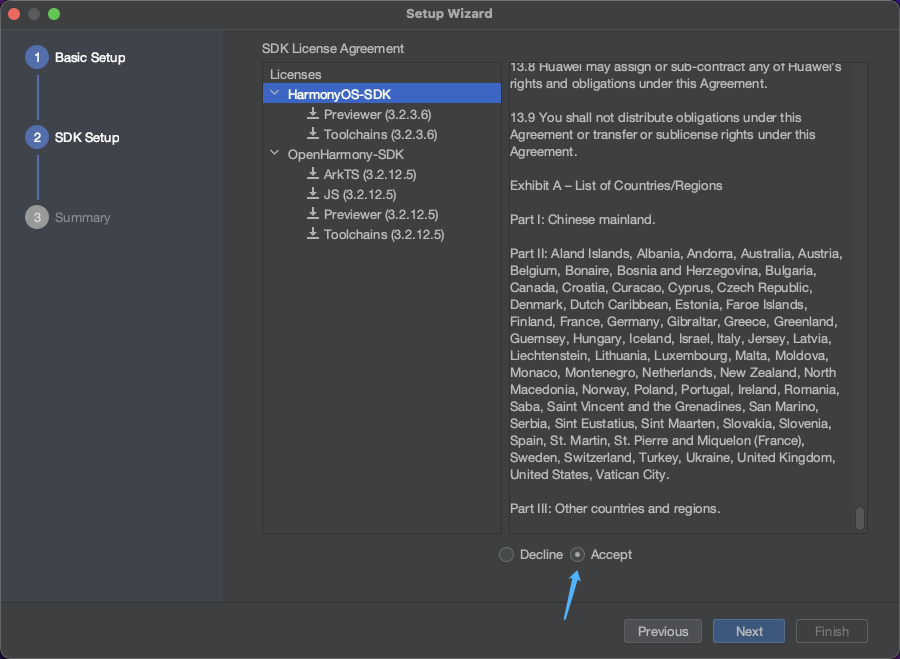 Setup Wizard
1 Basic Setup
2 SDK Setup
3 Summary
SDK License Agreement
Licenses
HarmonyOS-SDK
Previewer (3.2.3.6)
Toolchains (3.2.3.6)
OpenHarmony-SDK
ArkTS (3.2.12.5)
JS (3.2.12.5)
Previewer (3.2.12.5)
Toolchains (3.2.12.5)
13.8 Huawei may assign or sub-contract any of Huawei's
rights and obligations under this Agreement.
13.9 You shall not distribute obligations under this
Agreement or transfer or sublicense rights under this
Agreement.
Exhibit A – List of Countries/Regions
Part I: Chinese mainland.
Part II: Aland Islands, Albania, Andorra, Australia, Austria,
Belgium, Bonaire, Bosnia and Herzegovina, Bulgaria,
Canada, Croatia, Curacao, Cyprus, Czech Republic,
Denmark, Dutch Caribbean, Estonia, Faroe Islands,
Finland, France, Germany, Gibraltar, Greece, Greenland,
Guernsey, Hungary, Iceland, Israel, Italy, Jersey, Latvia,
Liechtenstein, Lithuania, Luxembourg, Malta, Moldova,
Monaco, Montenegro, Netherlands, New Zealand, North
Macedonia, Norway, Poland, Portugal, Ireland, Romania,
Saba, Saint Vincent and the Grenadines, San Marino,
Serbia, Sint Eustatius, Sint Maarten, Slovakia, Slovenia,
Spain, St. Martin, St. Pierre and Miquelon (France),
Sweden, Switzerland, Turkey, Ukraine, United Kingdom,
United States, Vatican City.
Part III: Other countries and regions.
Decline Accept
Previous Next Finish